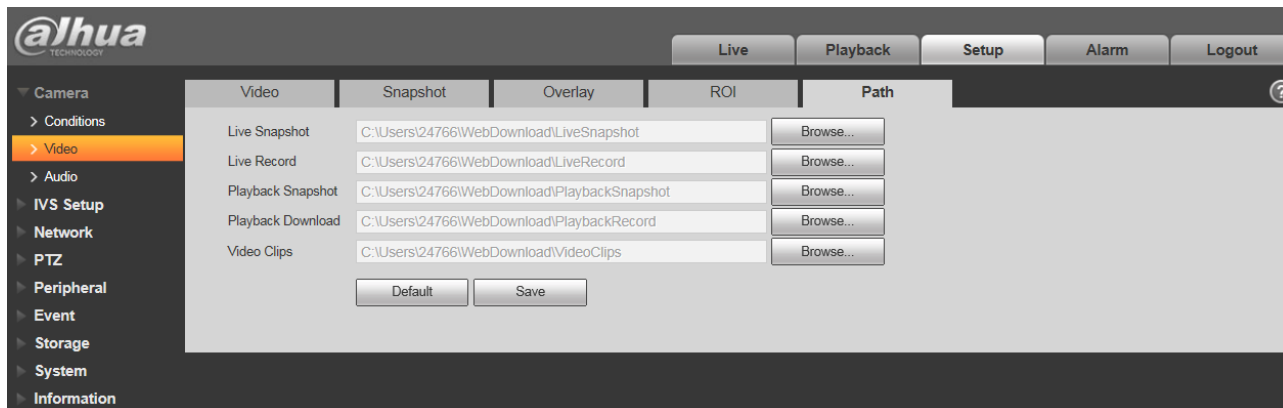 alhua
TECHNOLOGY
Live Playback Setup Alarm Logout
Camera
> Conditions
> Video
> Audio
IVS Setup
Network
PTZ
Peripheral
Event
Storage
System
Information
Video Snapshot Overlay ROI Path ?
Live Snapshot C:\Users\24766\WebDownload\LiveSnapshot Browse...
Live Record C:\Users\24766\WebDownload\LiveRecord Browse...
Playback Snapshot C:\Users\24766\WebDownload\PlaybackSnapshot Browse...
Playback Download C:\Users\24766\WebDownload\PlaybackRecord Browse...
Video Clips C:\Users\24766\WebDownload\VideoClips Browse...
Default Save